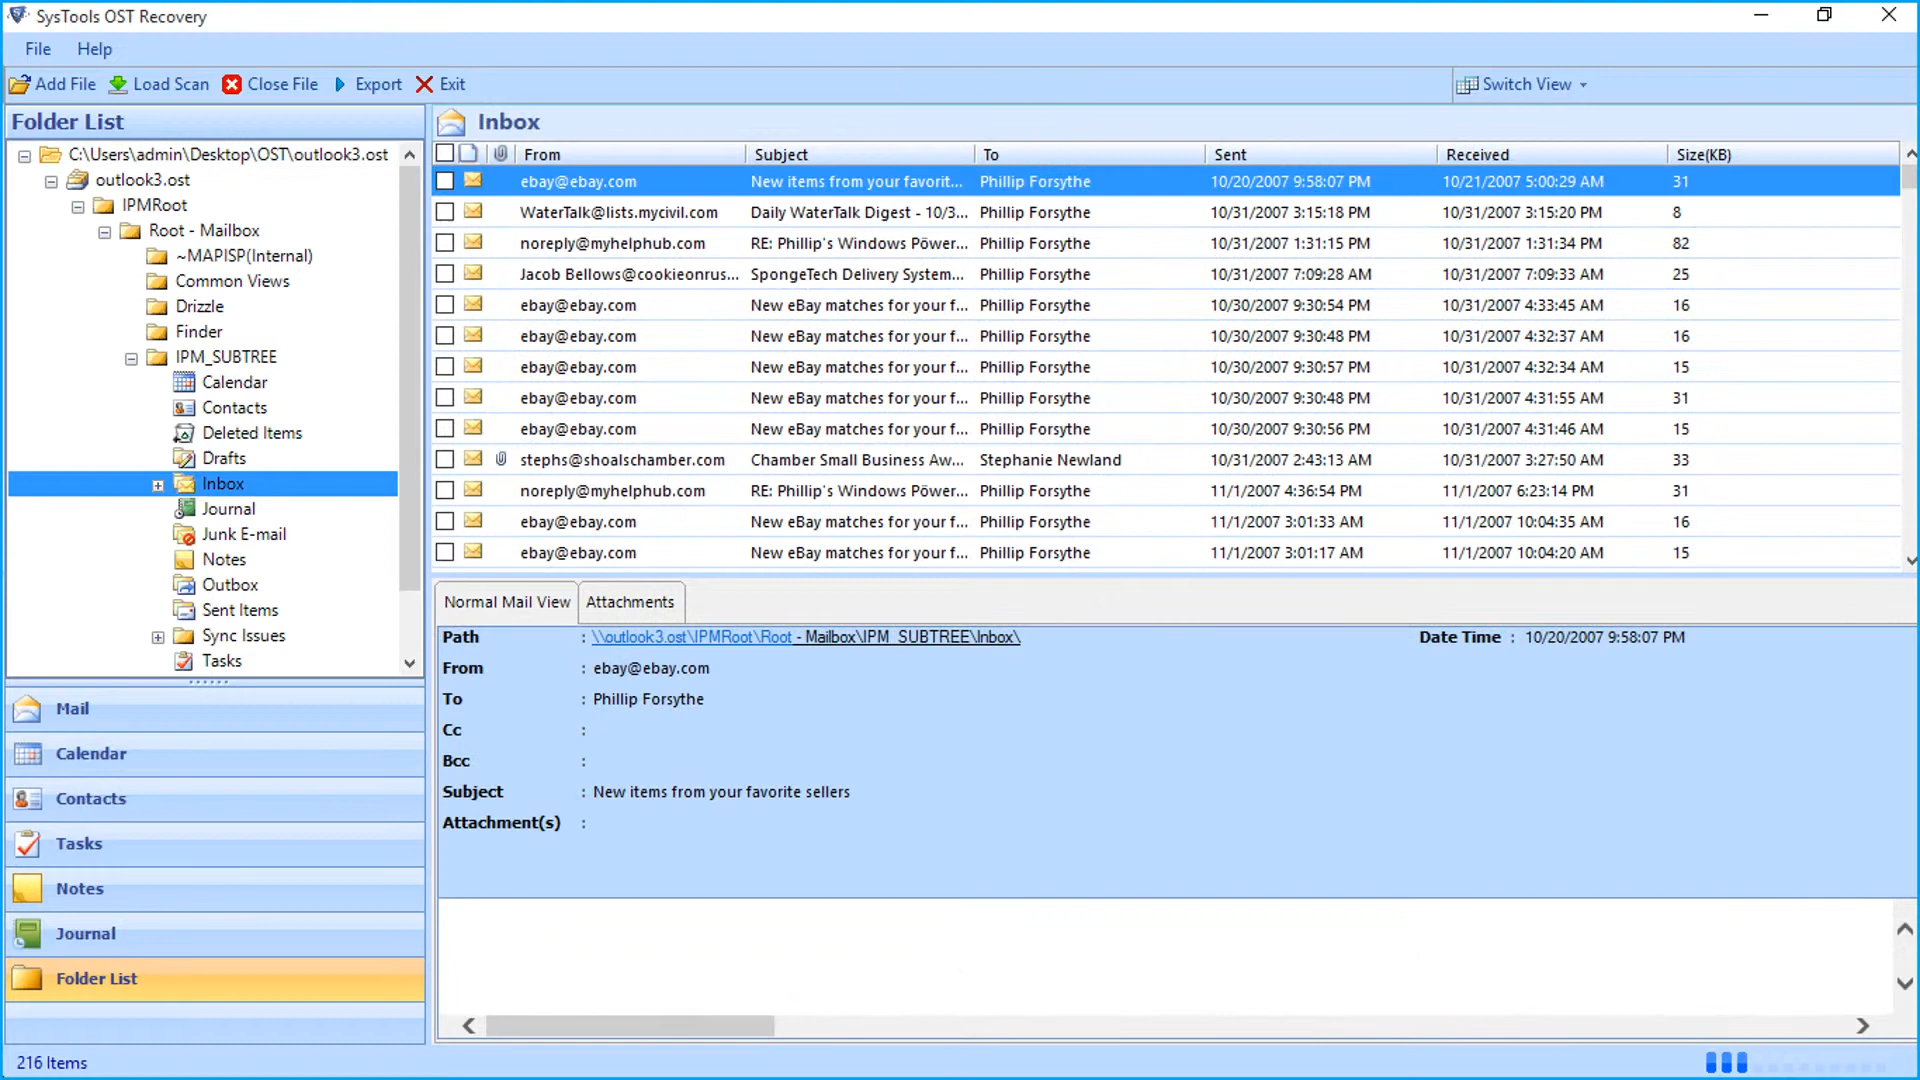 SysTools OST Recovery
File Help
Add File Load Scan Close File Export Exit Switch View
Folder List
C:\Users\admin\Desktop\OST\outlook3.ost
outlook3.ost
IPMRoot
Root - Mailbox
~MAPISP(Internal)
Common Views
Drizzle
Finder
IPM_SUBTREE
Calendar
Contacts
Deleted Items
Drafts
Inbox
Journal
Junk E-mail
Notes
Outbox
Sent Items
Sync Issues
Tasks
Mail
Calendar
Contacts
Tasks
Notes
Journal
Folder List
Inbox
From Subject To Sent Received Size(KB)
ebay@ebay.com New items from your favorit... Phillip Forsythe 10/20/2007 9:58:07 PM 10/21/2007 5:00:29 AM 31
WaterTalk@lists.mycivil.com Daily WaterTalk Digest - 10/3... Phillip Forsythe 10/31/2007 3:15:18 PM 10/31/2007 3:15:20 PM 8
noreply@myhelphub.com RE: Phillip's Windows Pöwer... Phillip Forsythe 10/31/2007 1:31:15 PM 10/31/2007 1:31:34 PM 82
Jacob Bellows@cookieonrus... SpongeTech Delivery System... Phillip Forsythe 10/31/2007 7:09:28 AM 10/31/2007 7:09:33 AM 25
ebay@ebay.com New eBay matches for your f... Phillip Forsythe 10/30/2007 9:30:54 PM 10/31/2007 4:33:45 AM 16
ebay@ebay.com New eBay matches for your f... Phillip Forsythe 10/30/2007 9:30:48 PM 10/31/2007 4:32:37 AM 16
ebay@ebay.com New eBay matches for your f... Phillip Forsythe 10/30/2007 9:30:57 PM 10/31/2007 4:32:34 AM 15
ebay@ebay.com New eBay matches for your f... Phillip Forsythe 10/30/2007 9:30:48 PM 10/31/2007 4:31:55 AM 31
ebay@ebay.com New eBay matches for your f... Phillip Forsythe 10/30/2007 9:30:56 PM 10/31/2007 4:31:46 AM 15
stephs@shoalschamber.com Chamber Small Business Aw... Stephanie Newland 10/31/2007 2:43:13 AM 10/31/2007 3:27:50 AM 33
noreply@myhelphub.com RE: Phillip's Windows Pöwer... Phillip Forsythe 11/1/2007 4:36:54 PM 11/1/2007 6:23:14 PM 31
ebay@ebay.com New eBay matches for your f... Phillip Forsythe 11/1/2007 3:01:33 AM 11/1/2007 10:04:35 AM 16
ebay@ebay.com New eBay matches for your f... Phillip Forsythe 11/1/2007 3:01:17 AM 11/1/2007 10:04:20 AM 15
Normal Mail View Attachments
Path : \\outlook3.ost\IPMRoot\Root - Mailbox\IPM_SUBTREE\Inbox\ Date Time : 10/20/2007 9:58:07 PM
From : ebay@ebay.com
To : Phillip Forsythe
Cc :
Bcc :
Subject : New items from your favorite sellers
Attachment(s) :
216 Items